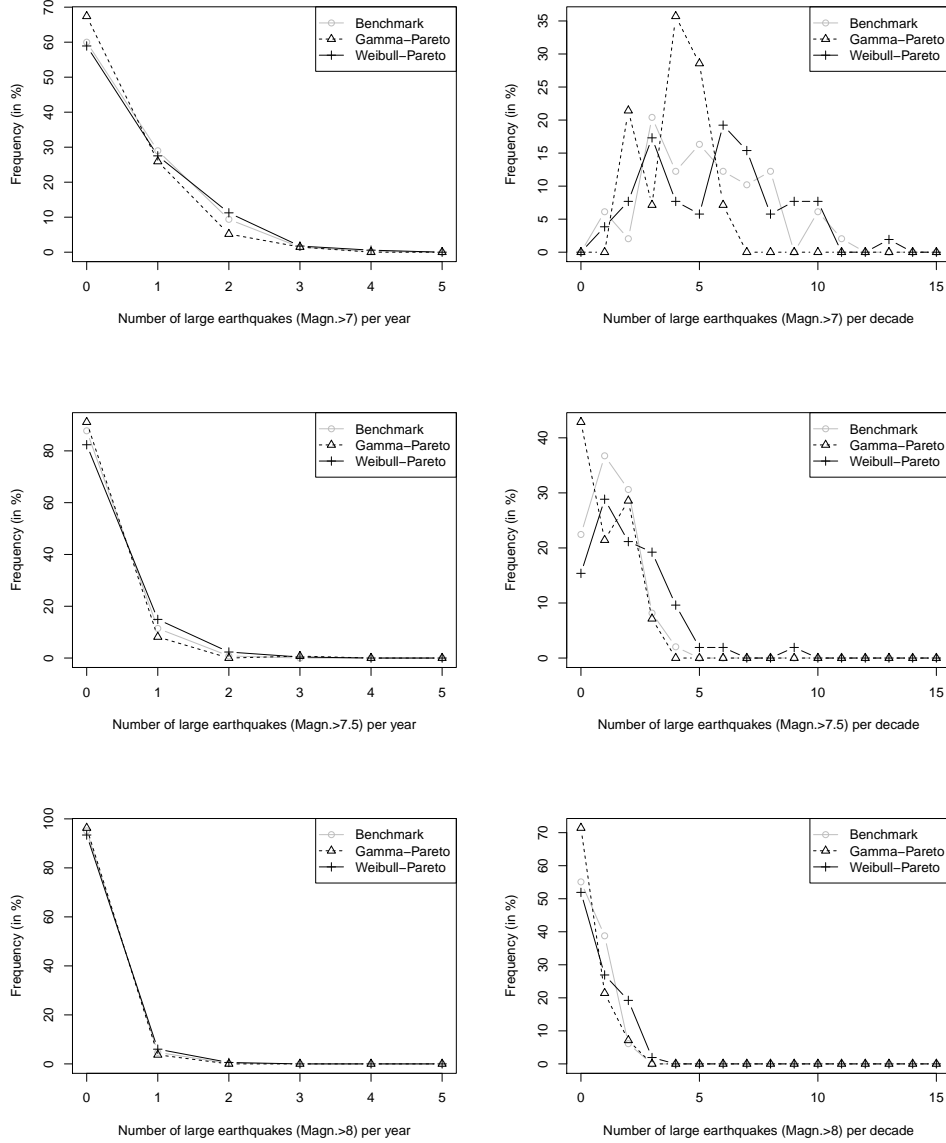 Frequency (in %)
0 10 20 30 40 50 60 70
Benchmark
Gamma−Pareto
Weibull−Pareto
0 1 2 3 4 5
Number of large earthquakes (Magn.>7) per year
Frequency (in %)
0 5 10 15 20 25 30 35
Benchmark
Gamma−Pareto
Weibull−Pareto
0 5 10 15
Number of large earthquakes (Magn.>7) per decade
Frequency (in %)
0 20 40 60 80
Benchmark
Gamma−Pareto
Weibull−Pareto
0 1 2 3 4 5
Number of large earthquakes (Magn.>7.5) per year
Frequency (in %)
0 10 20 30 40
Benchmark
Gamma−Pareto
Weibull−Pareto
0 5 10 15
Number of large earthquakes (Magn.>7.5) per decade
Frequency (in %)
0 20 40 60 80 100
Benchmark
Gamma−Pareto
Weibull−Pareto
0 1 2 3 4 5
Number of large earthquakes (Magn.>8) per year
Frequency (in %)
0 10 20 30 40 50 60 70
Benchmark
Gamma−Pareto
Weibull−Pareto
0 5 10 15
Number of large earthquakes (Magn.>8) per decade